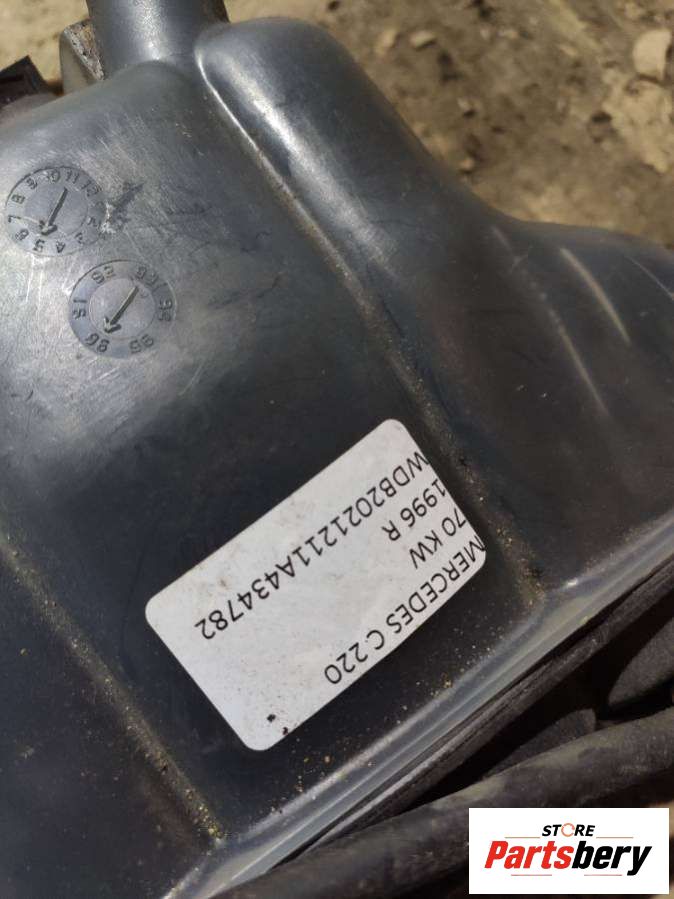 MERCEDES C 220
70 KW
1996 R
WDB2021211A434782
STORE
Partsbery